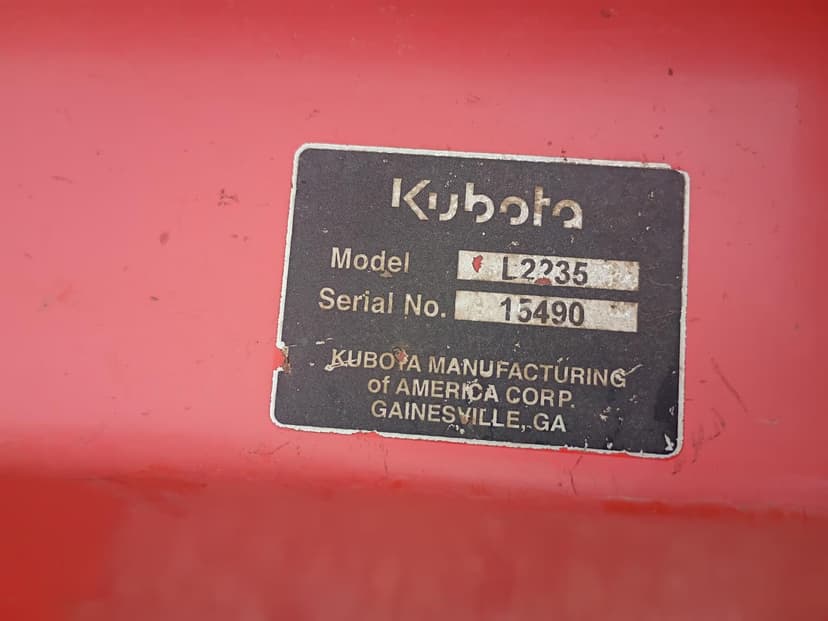 Kubota
Model L2235
Serial No. 15490
KUBOTA MANUFACTURING
of AMERICA CORP.
GAINESVILLE, GA